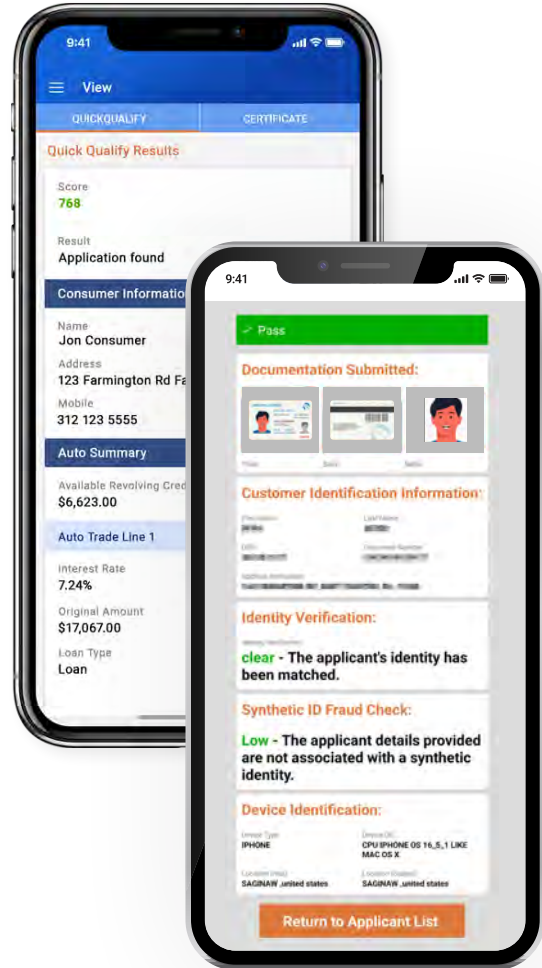 9:41
View
QUICKQUALIFY CERTIFICATE
Quick Qualify Results
Score
768
Result
Application found
Consumer Informatio
Name
Jon Consumer
Address
123 Farmington Rd Fa
Mobile
312 123 5555
Auto Summary
Available Revolving Cred
$6,623.00
Auto Trade Line 1
Interest Rate
7.24%
Original Amount
$17,067.00
Loan Type
Loan
9:41
Pass
Documentation Submitted:
Customer Identification Information:
Identity Verification:
clear - The applicant's identity has
been matched.
Synthetic ID Fraud Check:
Low - The applicant details provided
are not associated with a synthetic
identity.
Device Identification:
Device Type Device OS
IPHONE CPU IPHONE OS 16_5_1 LIKE
MAC OS X
SAGINAW ,united states SAGINAW ,united states
Return to Applicant List